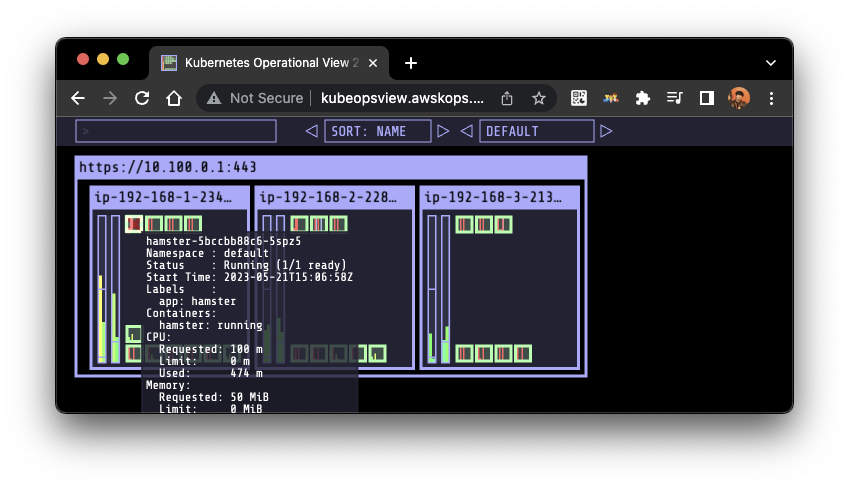 Kubernetes Operational View 2
Not Secure
kubeopsview.awskops....
>
SORT: NAME
DEFAULT
https://10.100.0.1:443
ip-192-168-1-234…
ip-192-168-2-228…
ip-192-168-3-213…
hamster-5bccbb88c6-5spz5
Namespace : default
Status    : Running (1/1 ready)
Start Time: 2023-05-21T15:06:58Z
Labels    :
app: hamster
Containers:
hamster: running
CPU:
Requested: 100 m
Limit:     0 m
Used:      474 m
Memory:
Requested: 50 MiB
Limit:     0 MiB